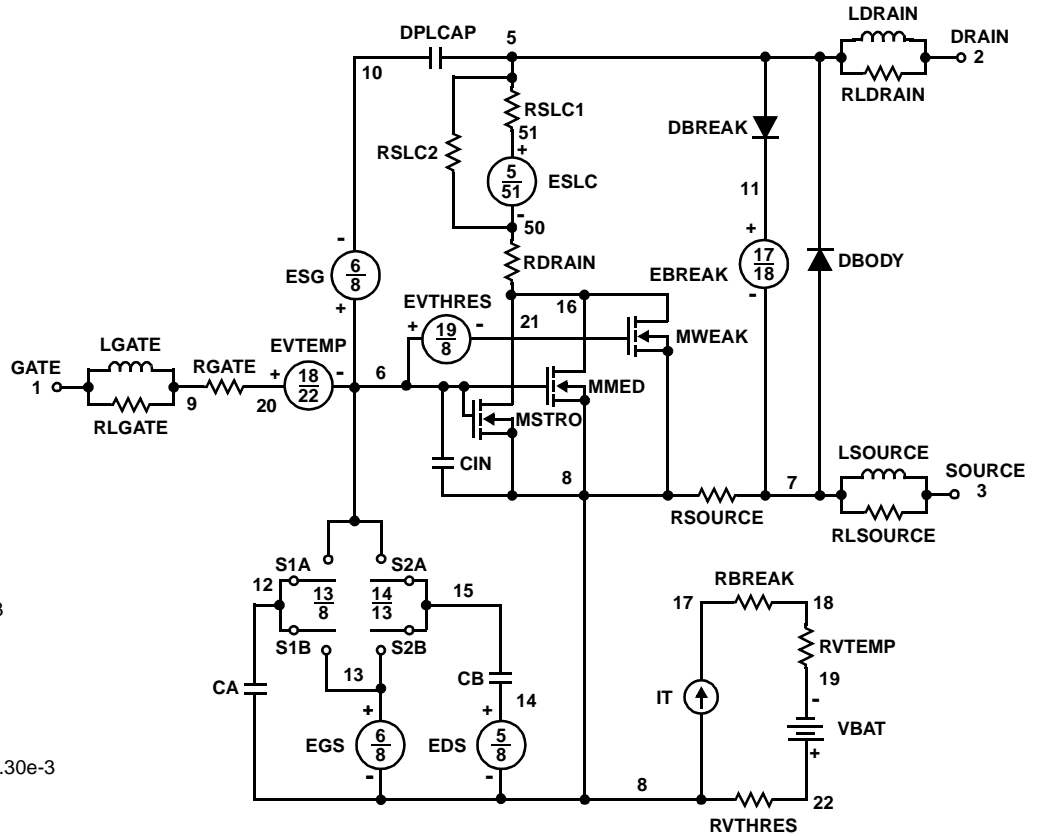 LDRAIN
DPLCAP
5
DRAIN
2
10
RLDRAIN
RSLC1
51
DBREAK
RSLC2
+
5
51
ESLC
11
-
50
-
+
RDRAIN
6
8
ESG
EBREAK
17
18
DBODY
+
EVTHRES
16
-
+
19
8
-
21
MWEAK
LGATE
EVTEMP
GATE
1
RGATE
+
18
22
-
6
MMED
9
20
MSTRO
RLGATE
LSOURCE
CIN
8
7
SOURCE
3
RSOURCE
RLSOURCE
S1A
S2A
RBREAK
12
13
8
14
13
15
17
18
S1B
S2B
RVTEMP
13
CB
19
CA
14
IT
-
+
+
VBAT
EGS
6
8
EDS
5
8
+
-
-
.30e-3
8
22
RVTHRES